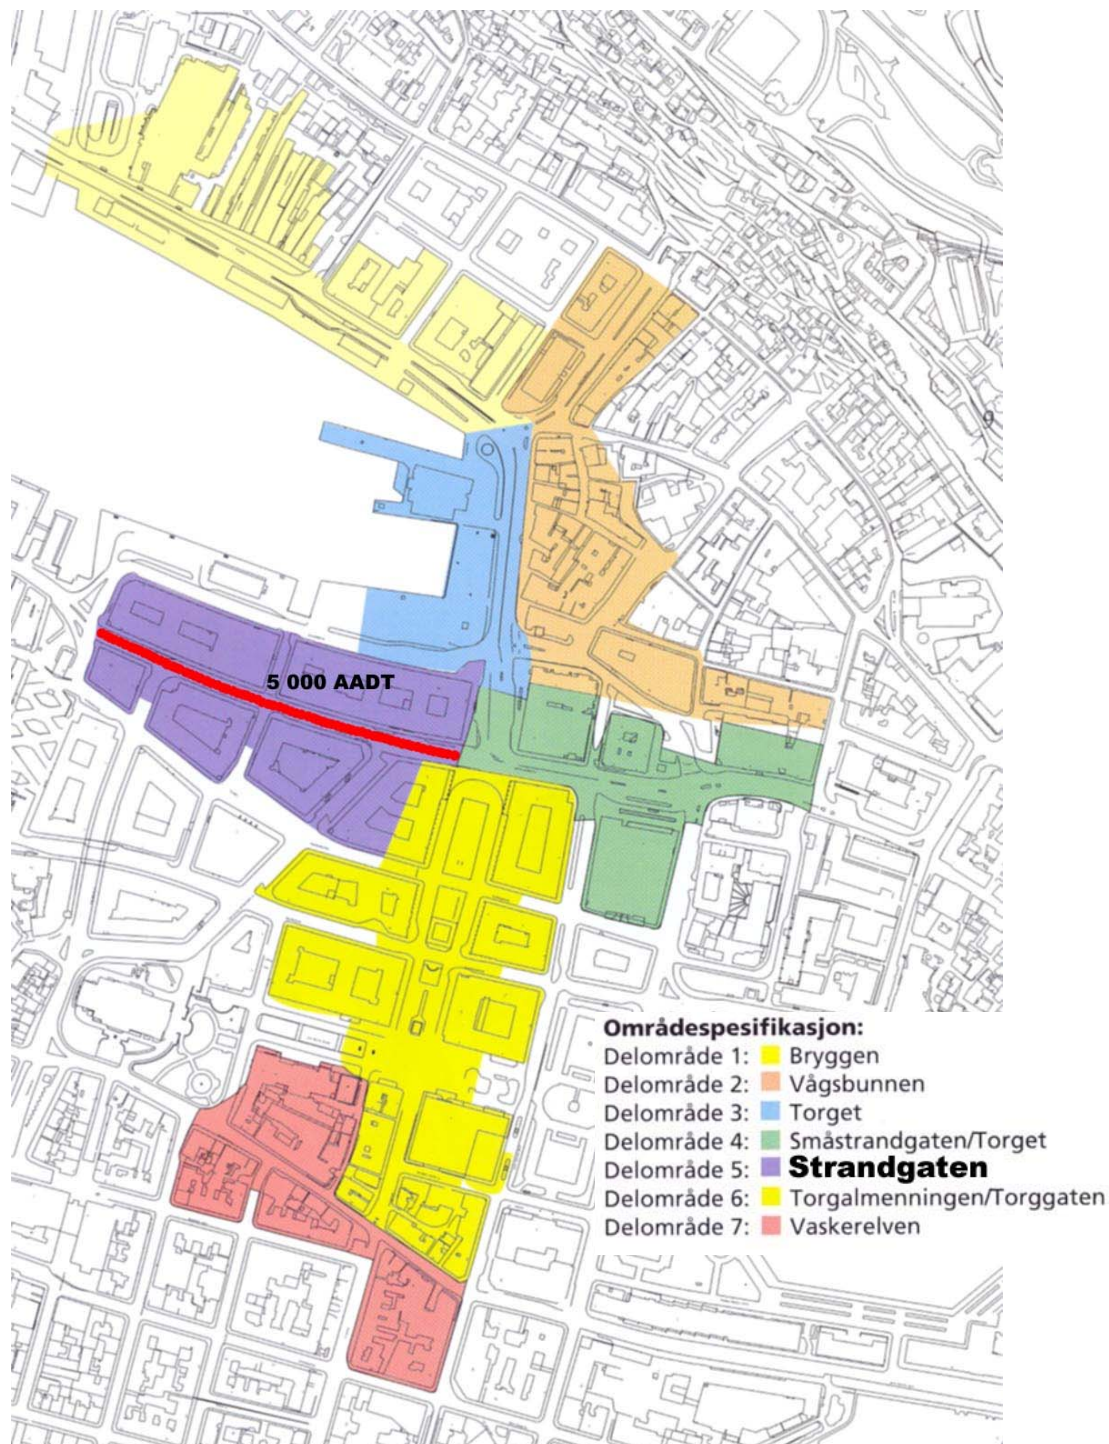 5 000 AADT
Områdespesifikasjon:
Delområde 1: Bryggen
Delområde 2: Vågsbunnen
Delområde 3: Torget
Delområde 4: Småstrandgaten/Torget
Delområde 5: Strandgaten
Delområde 6: Torgalmenningen/Torggaten
Delområde 7: Vaskerelven